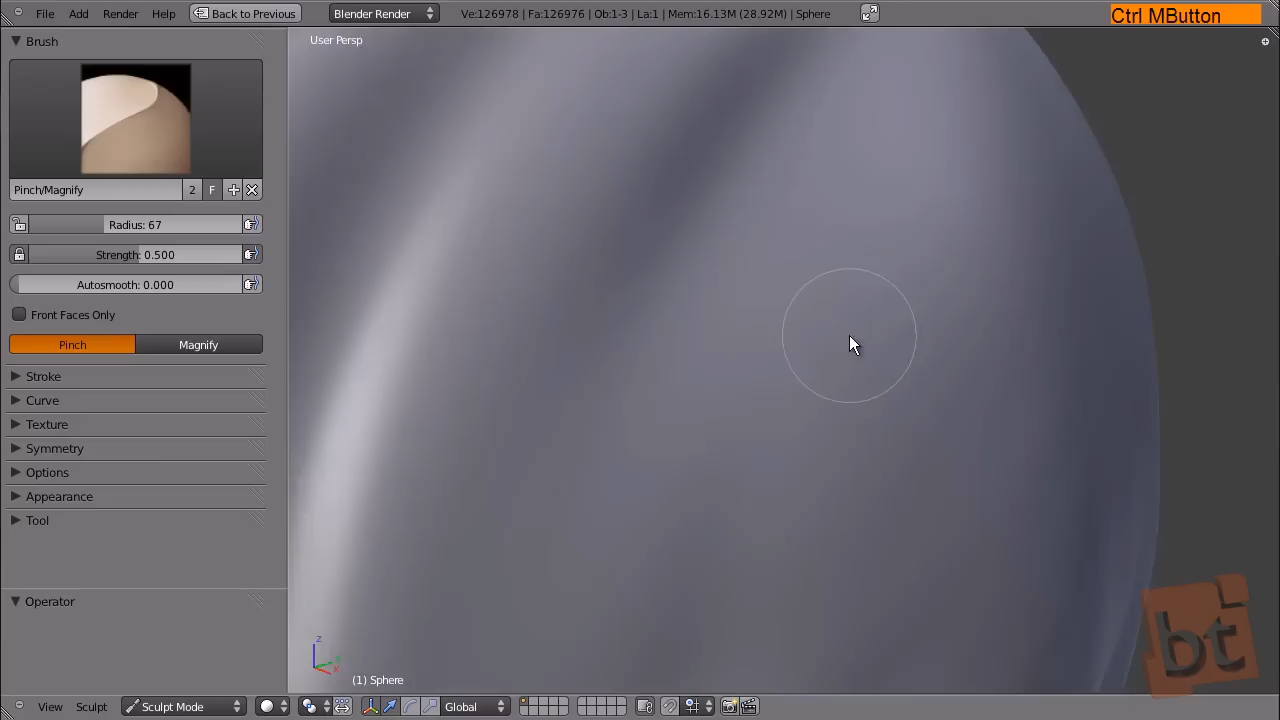 File Add Render Help Back to Previous Blender Render Ve:126978 | Fa:126976 | Ob:1-3 | La:1 | Mem:16.13M (28.92M) | Sphere Ctrl MButton
Brush
User Persp
Pinch/Magnify 2 F
Radius: 67
Strength: 0.500
Autosmooth: 0.000
Front Faces Only
Pinch Magnify
Stroke
Curve
Texture
Symmetry
Options
Appearance
Tool
Operator
bt
z
x
(1) Sphere
View Sculpt Sculpt Mode Global